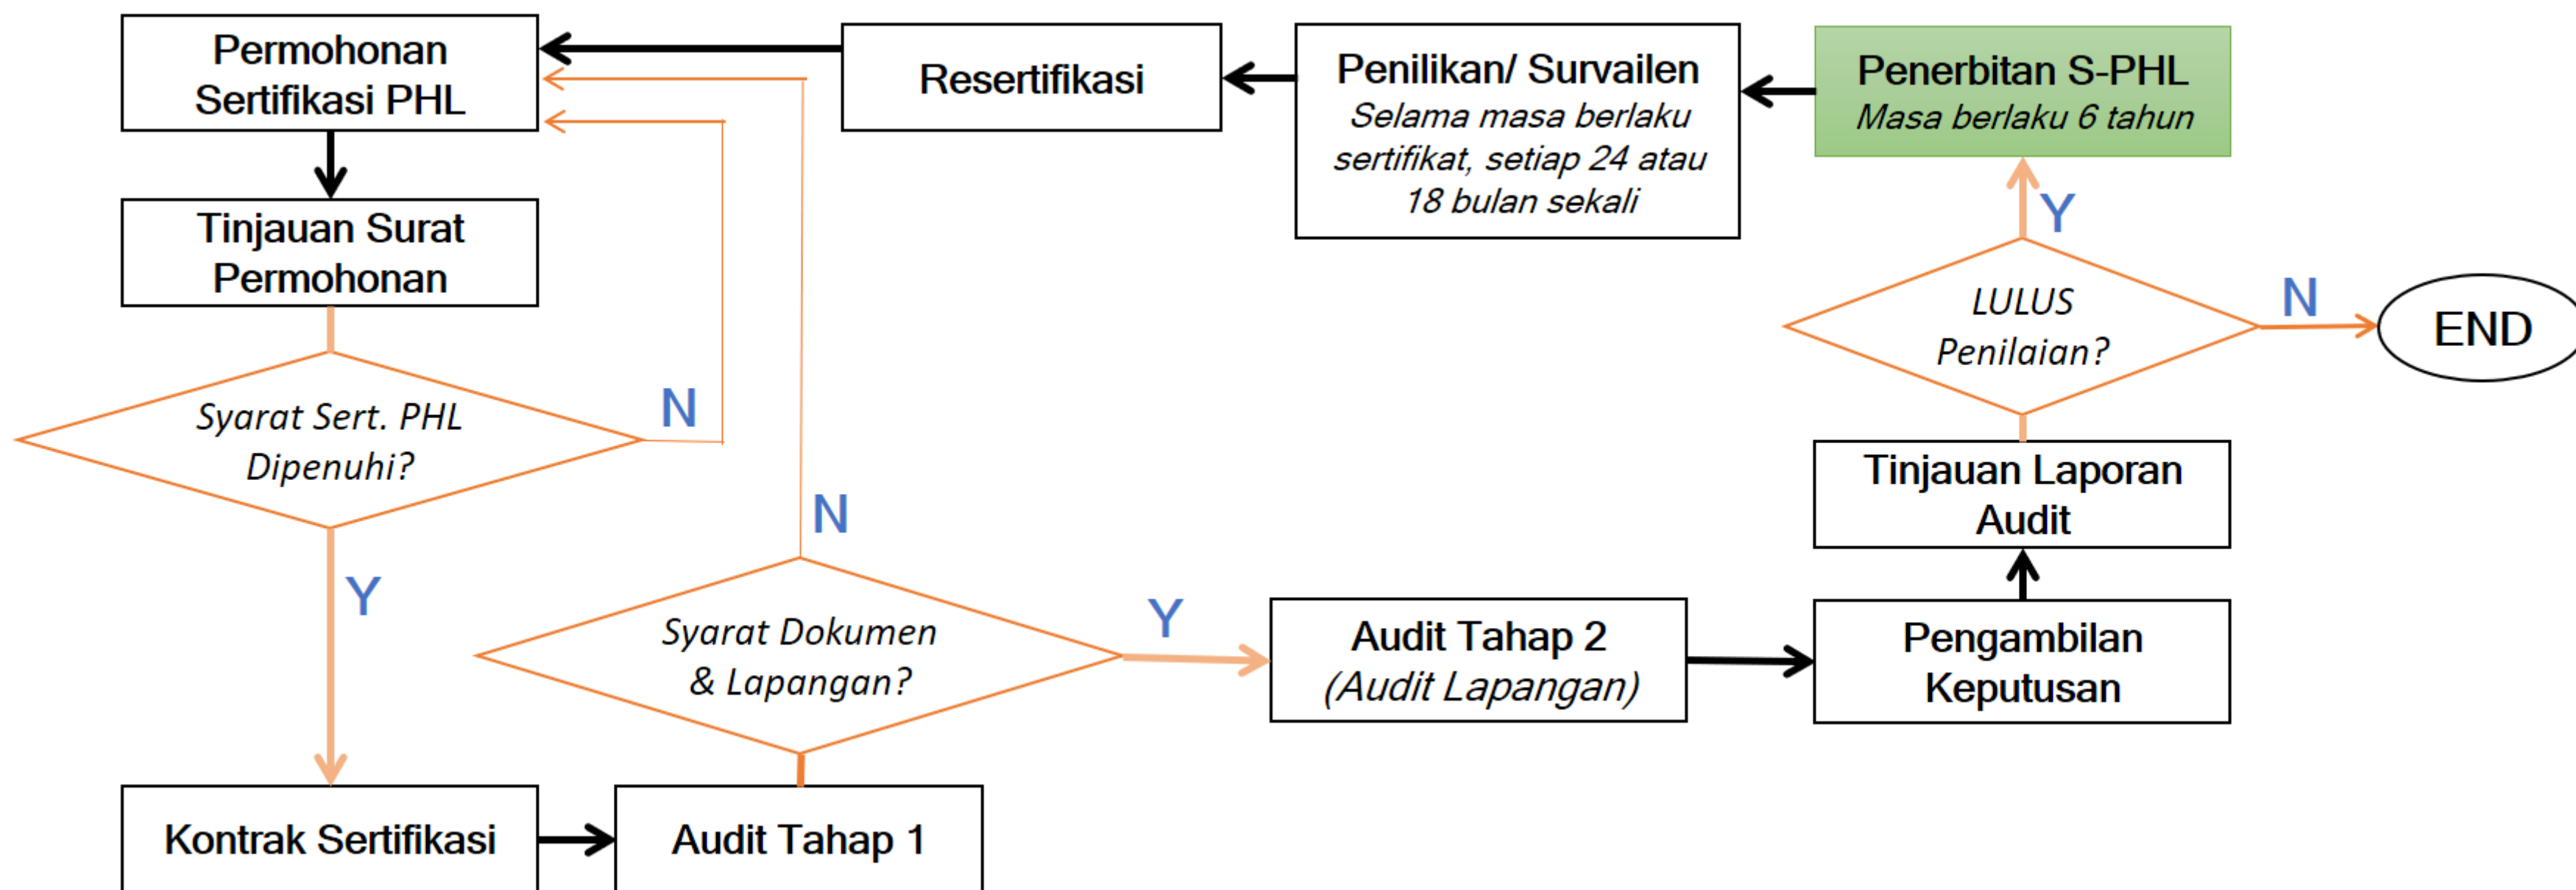 Permohonan
Sertifikasi PHL
Resertifikasi
Penilikan/ Survailen
Selama masa berlaku
sertifikat, setiap 24 atau
18 bulan sekali
Penerbitan S-PHL
Masa berlaku 6 tahun
Tinjauan Surat
Permohonan
Y
LULUS
Penilaian?
N
END
Syarat Sert. PHL
Dipenuhi?
N
Tinjauan Laporan
Audit
N
Y
Syarat Dokumen
& Lapangan?
Y
Audit Tahap 2
(Audit Lapangan)
Pengambilan
Keputusan
Kontrak Sertifikasi
Audit Tahap 1